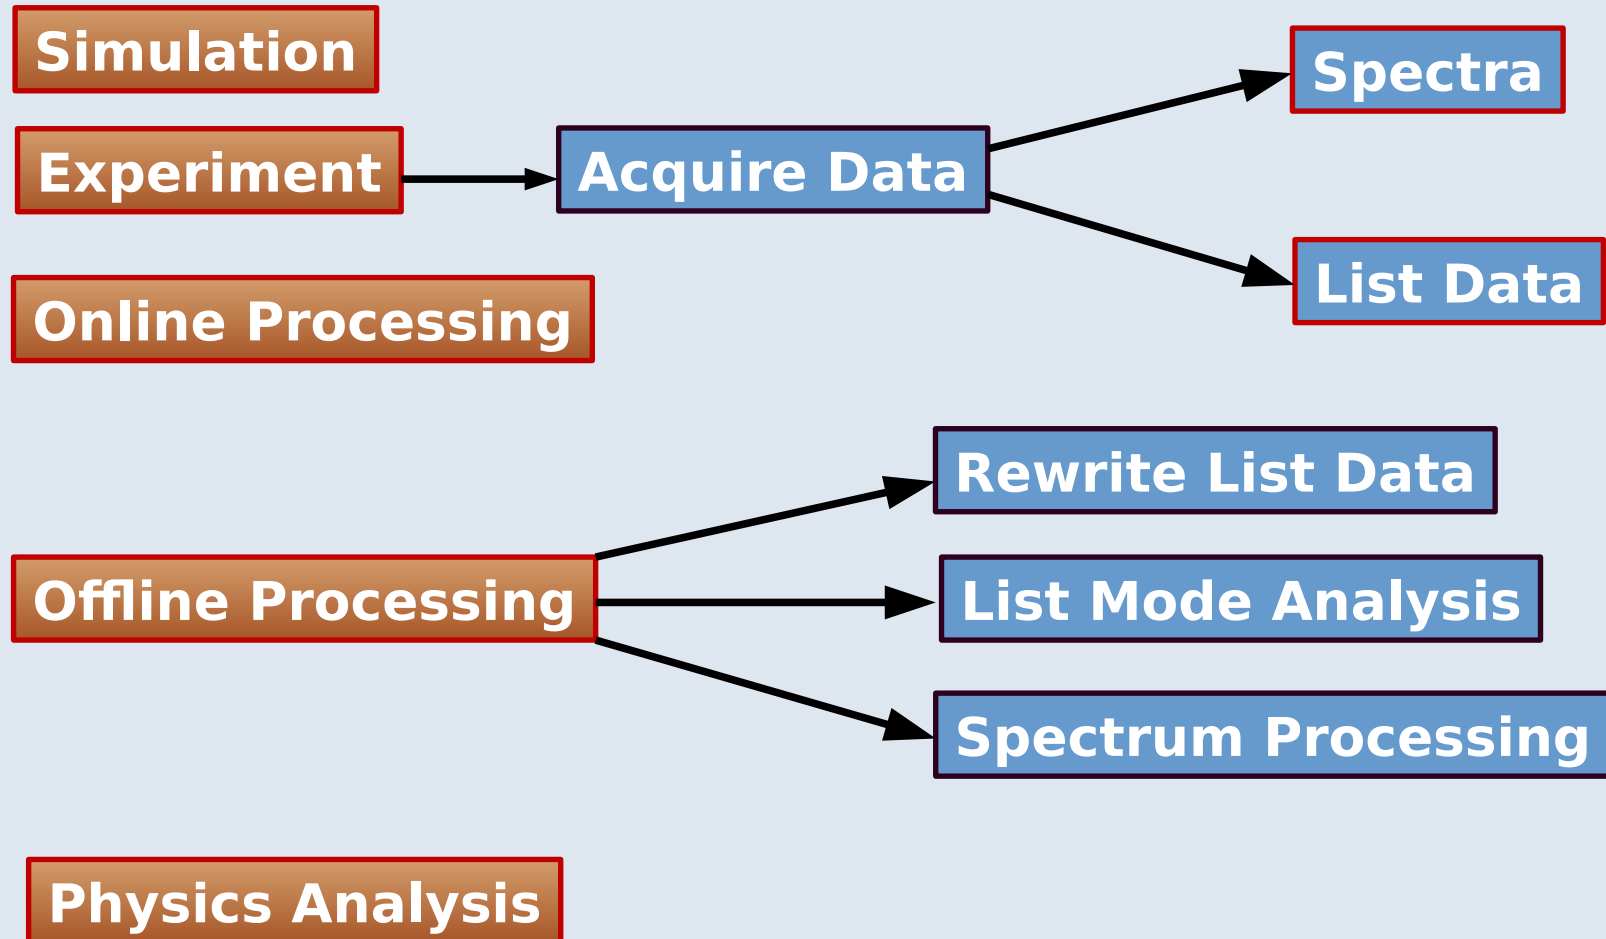 Simulation
Spectra
Experiment
Acquire Data
List Data
Online Processing
Rewrite List Data
Offline Processing
List Mode Analysis
Spectrum Processing
Physics Analysis